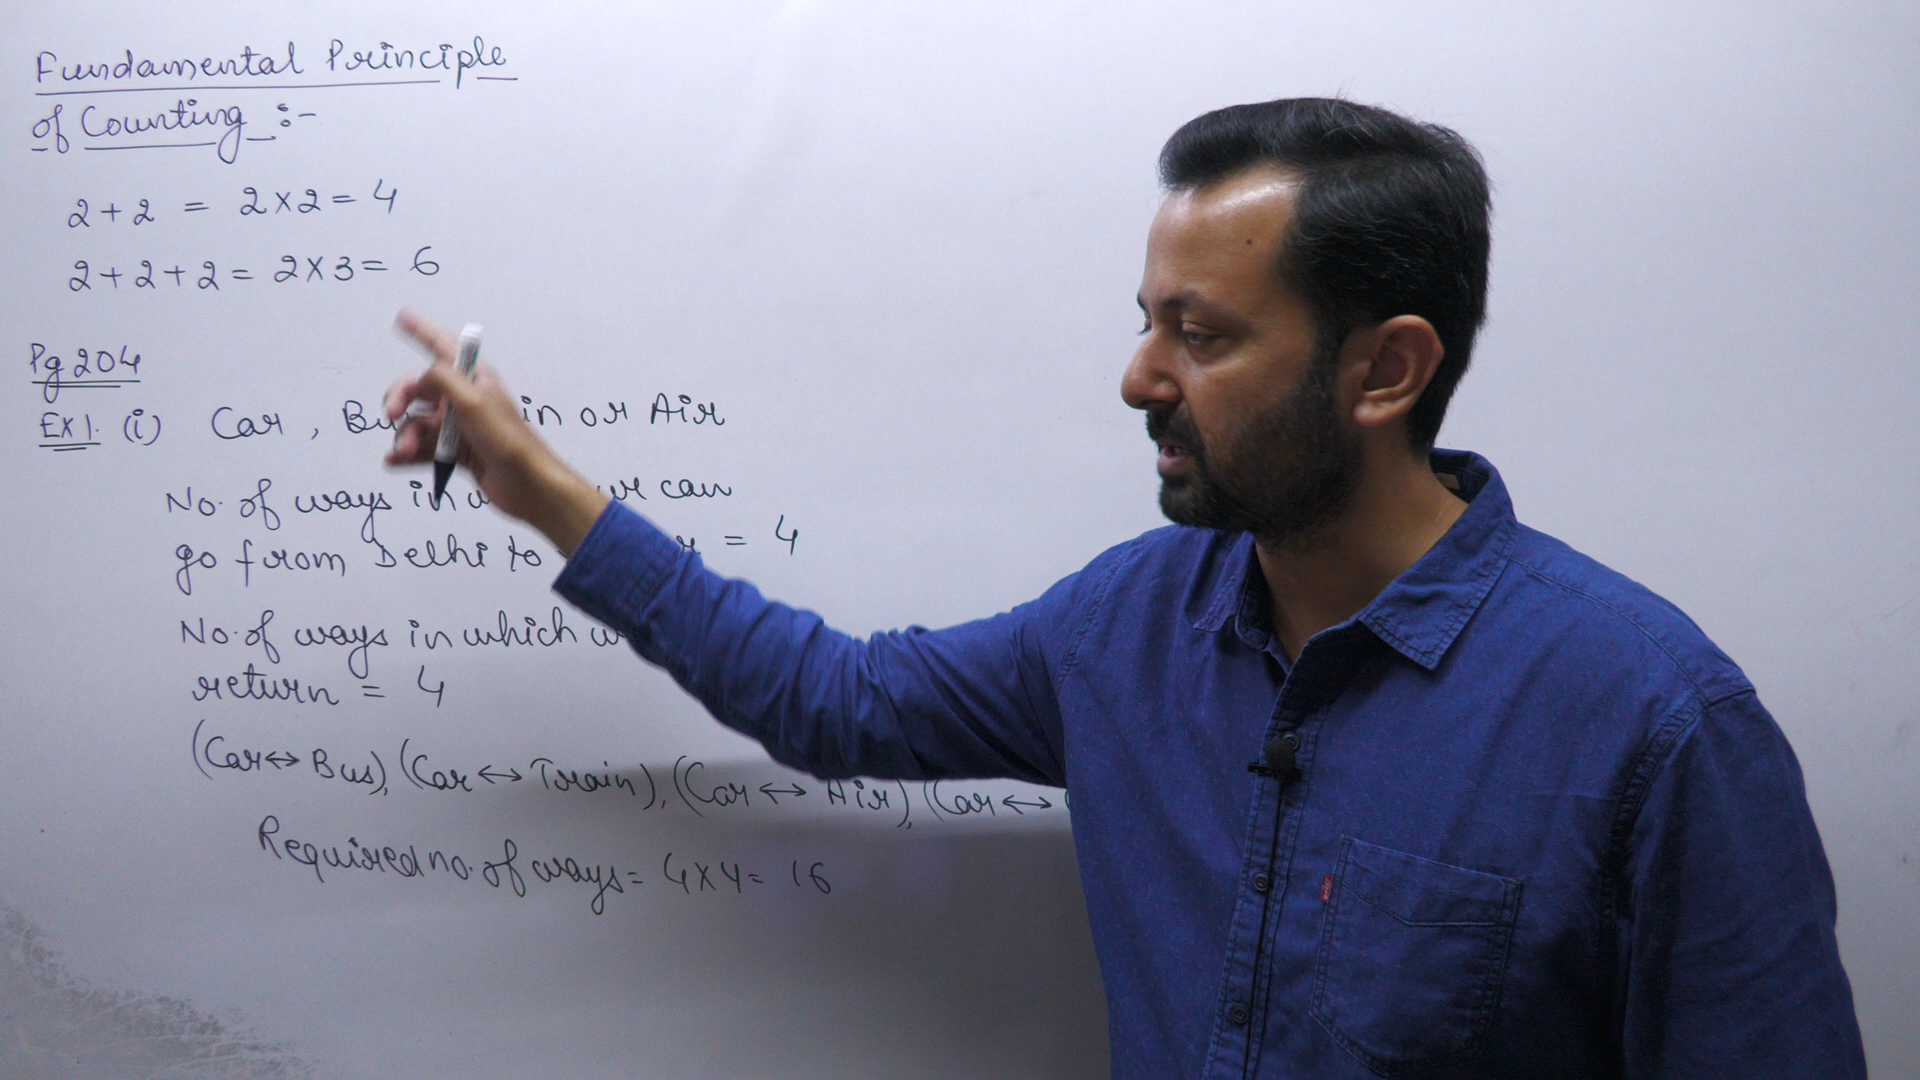 Fundamental Principle
of Counting :-
2+2 = 2×2= 4
2+2+2= 2×3= 6
Pg 204
EX1. (i) Car, or Air
No. of ways in we can
go from Delhi to = 4
No. of ways in which
return = 4
(Car↔Bus), (Car↔Train), (Car↔Air), (Car↔
Required no. of ways= 4×4= 16